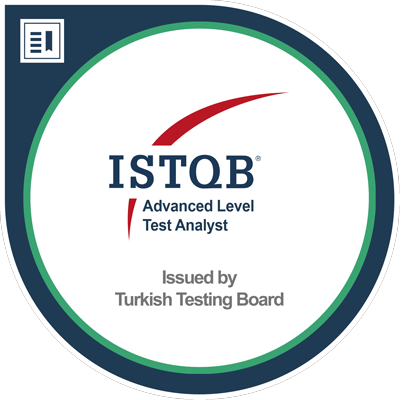 ISTQB®
Advanced Level
Test Analyst
Issued by
Turkish Testing Board